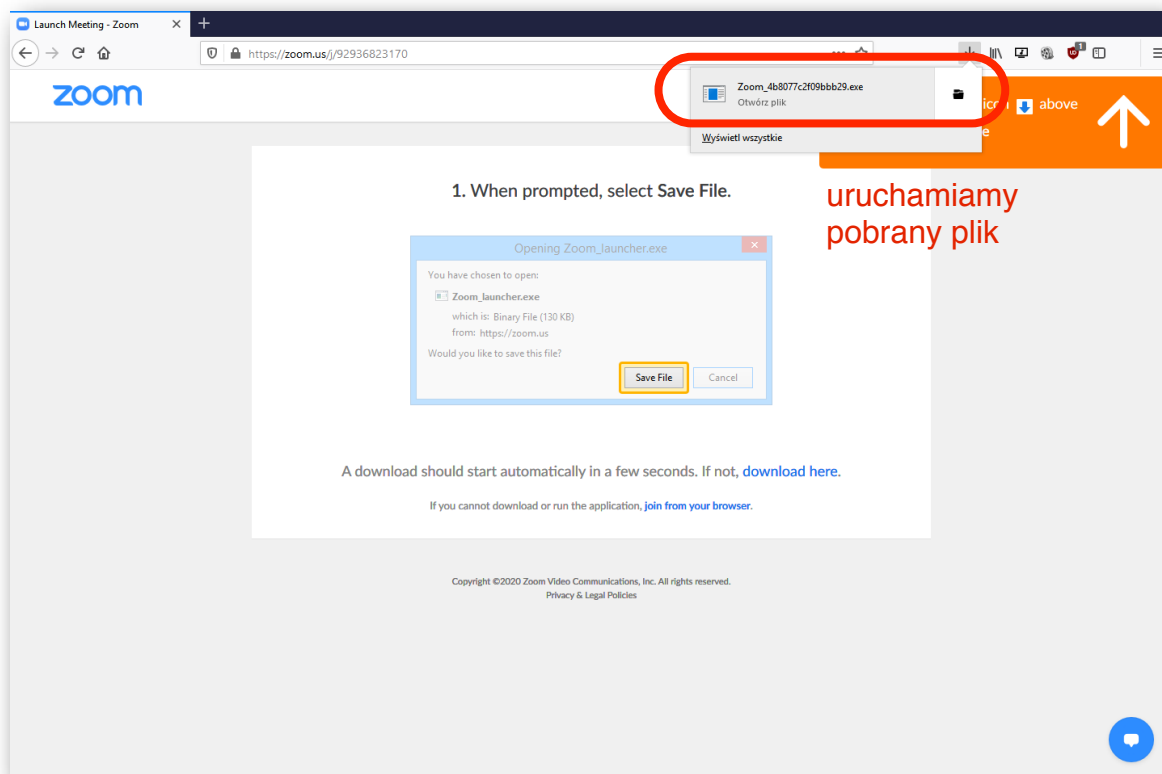 Launch Meeting - Zoom
https://zoom.us/j/92936823170
zoom
Zoom_4b8077c2f09bbb29.exe
Otwórz plik
Wyświetl wszystkie
icon above
e
uruchamiamy
pobrany plik
1. When prompted, select Save File.
Opening Zoom_launcher.exe
You have chosen to open:
Zoom_launcher.exe
which is: Binary File (130 KB)
from: https://zoom.us
Would you like to save this file?
Save File Cancel
A download should start automatically in a few seconds. If not, download here.
If you cannot download or run the application, join from your browser.
Copyright ©2020 Zoom Video Communications, Inc. All rights reserved.
Privacy & Legal Policies